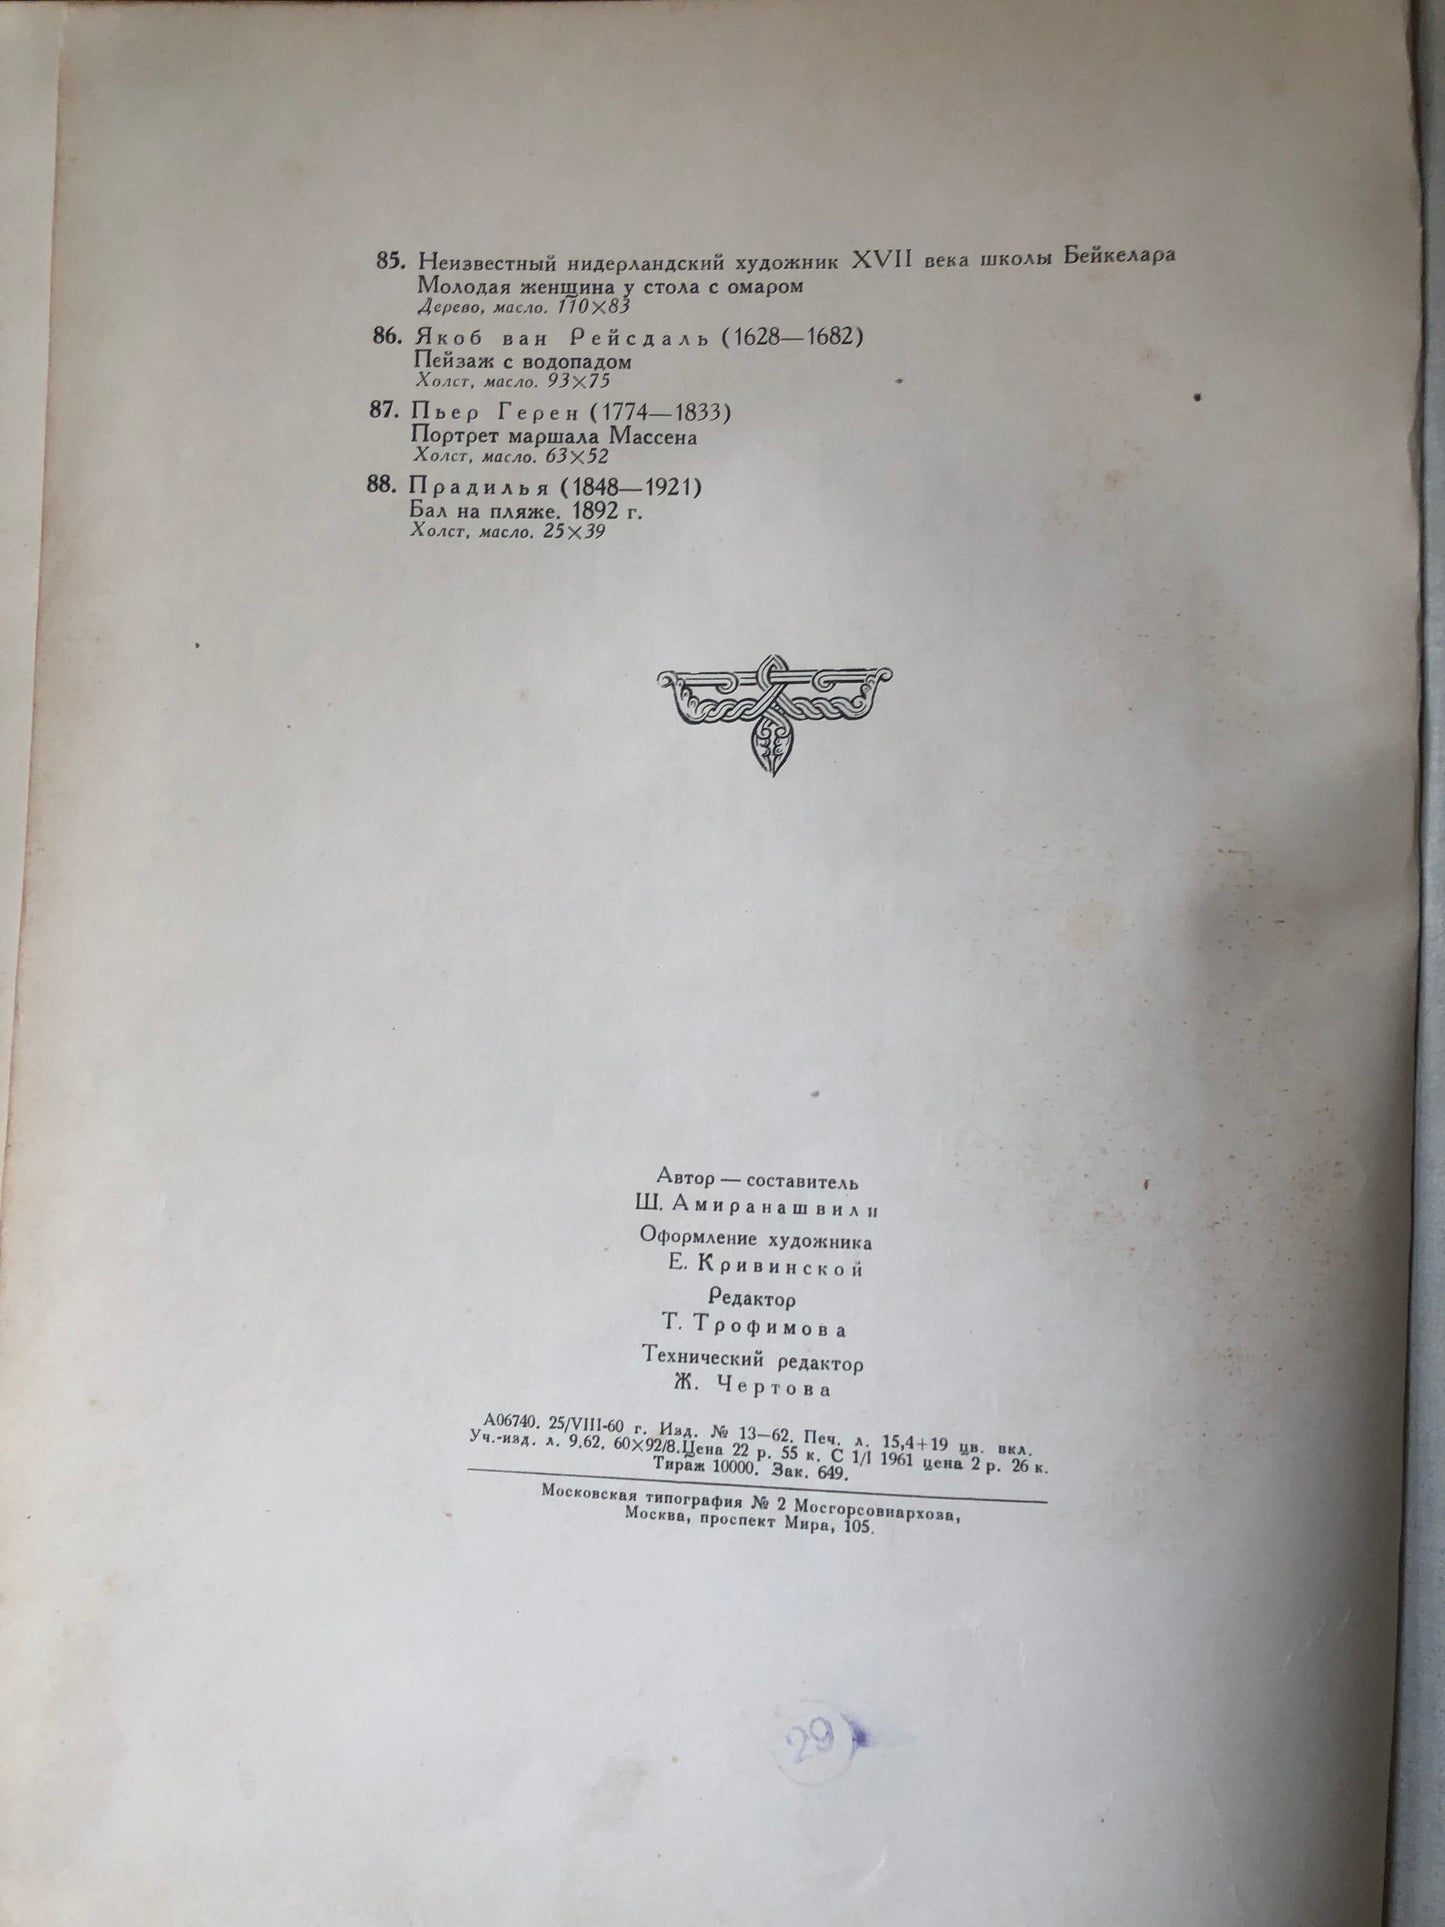 85. Неизвестный нидерландский художник XVII века школы Бейкелара
Молодая женщина у стола с омаром
Дерево, масло. 110×83
86. Якоб ван Рейсдаль (1628—1682)
Пейзаж с водопадом
Холст, масло. 93×75
87. Пьер Герен (1774—1833)
Портрет маршала Массена
Холст, масло. 63×52
88. Прадилья (1848—1921)
Бал на пляже. 1892 г.
Холст, масло. 25×39
Автор — составитель
Ш. Амиранашвили
Оформление художника
Е. Кривинской
Редактор
Т. Трофимова
Технический редактор
Ж. Чертова
А06740. 25/VIII-60 г. Изд. № 13—62. Печ. л. 15,4+19 цв. вкл.
Уч.-изд. л. 9,62. 60×92/8. Цена 22 р. 55 к. С 1/I 1961 цена 2 р. 26 к.
Тираж 10000. Зак. 649.
Московская типография № 2 Мосгорсовнархоза,
Москва, проспект Мира, 105.
29